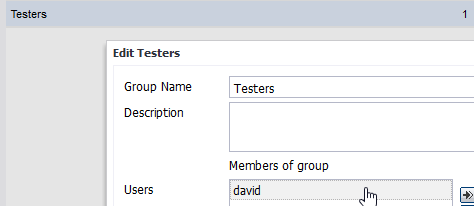 Testers 1
Edit Testers
Group Name Testers
Description
Members of group
Users david